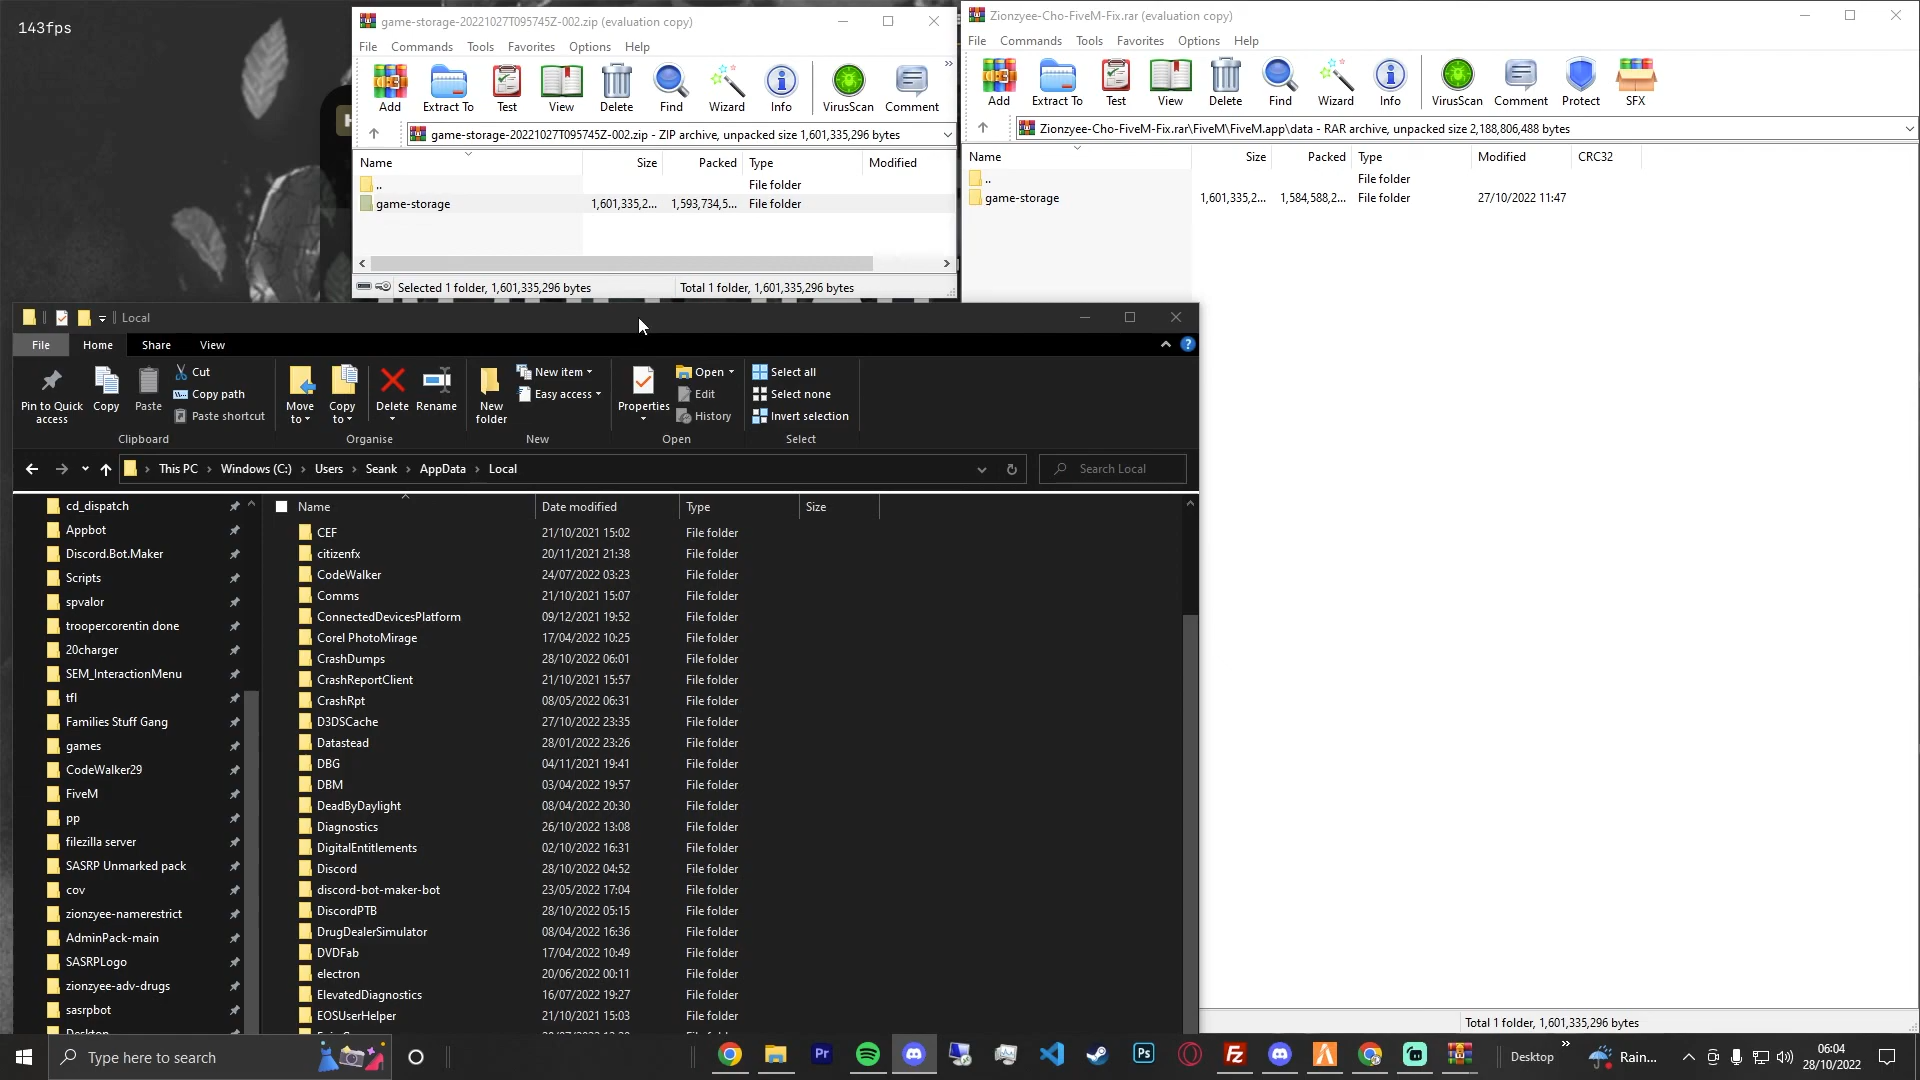 143fps
game-storage-20221027T095745Z-002.zip (evaluation copy)
File Commands Tools Favorites Options Help
Add Extract To Test View Delete Find Wizard Info VirusScan Comment
game-storage-20221027T095745Z-002.zip - ZIP archive, unpacked size 1,601,335,296 bytes
Name Size Packed Type Modified
.. File folder
game-storage 1,601,335,2... 1,593,734,5... File folder
Selected 1 folder, 1,601,335,296 bytes Total 1 folder, 1,601,335,296 bytes
Zionzyee-Cho-FiveM-Fix.rar (evaluation copy)
File Commands Tools Favorites Options Help
Add Extract To Test View Delete Find Wizard Info VirusScan Comment Protect SFX
Zionzyee-Cho-FiveM-Fix.rar\FiveM\FiveM.app\data - RAR archive, unpacked size 2,188,806,488 bytes
Name Size Packed Type Modified CRC32
.. File folder
game-storage 1,601,335,2... 1,584,588,2... File folder 27/10/2022 11:47
Total 1 folder, 1,601,335,296 bytes
Local
File Home Share View
Pin to Quick access Copy Paste Cut Copy path Paste shortcut
Move to Copy to Delete Rename New folder New item Easy access
Properties Open Edit History Select all Select none Invert selection
Clipboard Organise New Open Select
This PC > Windows (C:) > Users > Seank > AppData > Local Search Local
cd_dispatch
Appbot
Discord.Bot.Maker
Scripts
spvalor
troopercorentin done
20charger
SEM_InteractionMenu
tfl
Families Stuff Gang
games
CodeWalker29
FiveM
pp
filezilla server
SASRP Unmarked pack
cov
zionzyee-namerestrict
AdminPack-main
SASRPLogo
zionzyee-adv-drugs
sasrpbot
Desktop
Name Date modified Type Size
CEF 21/10/2021 15:02 File folder
citizenfx 20/11/2021 21:38 File folder
CodeWalker 24/07/2022 03:23 File folder
Comms 21/10/2021 15:07 File folder
ConnectedDevicesPlatform 09/12/2021 19:52 File folder
Corel PhotoMirage 17/04/2022 10:25 File folder
CrashDumps 28/10/2022 06:01 File folder
CrashReportClient 21/10/2021 15:57 File folder
CrashRpt 08/05/2022 06:31 File folder
D3DSCache 27/10/2022 23:35 File folder
Datastead 28/01/2022 23:26 File folder
DBG 04/11/2021 19:41 File folder
DBM 03/04/2022 19:57 File folder
DeadByDaylight 08/04/2022 20:30 File folder
Diagnostics 26/10/2022 13:08 File folder
DigitalEntitlements 02/10/2022 16:31 File folder
Discord 28/10/2022 04:52 File folder
discord-bot-maker-bot 23/05/2022 17:04 File folder
DiscordPTB 28/10/2022 05:15 File folder
DrugDealerSimulator 08/04/2022 16:36 File folder
DVDFab 17/04/2022 10:49 File folder
electron 20/06/2022 00:11 File folder
ElevatedDiagnostics 16/07/2022 19:27 File folder
EOSUserHelper 21/10/2021 15:03 File folder
Type here to search
Desktop Rain... 06:04
28/10/2022